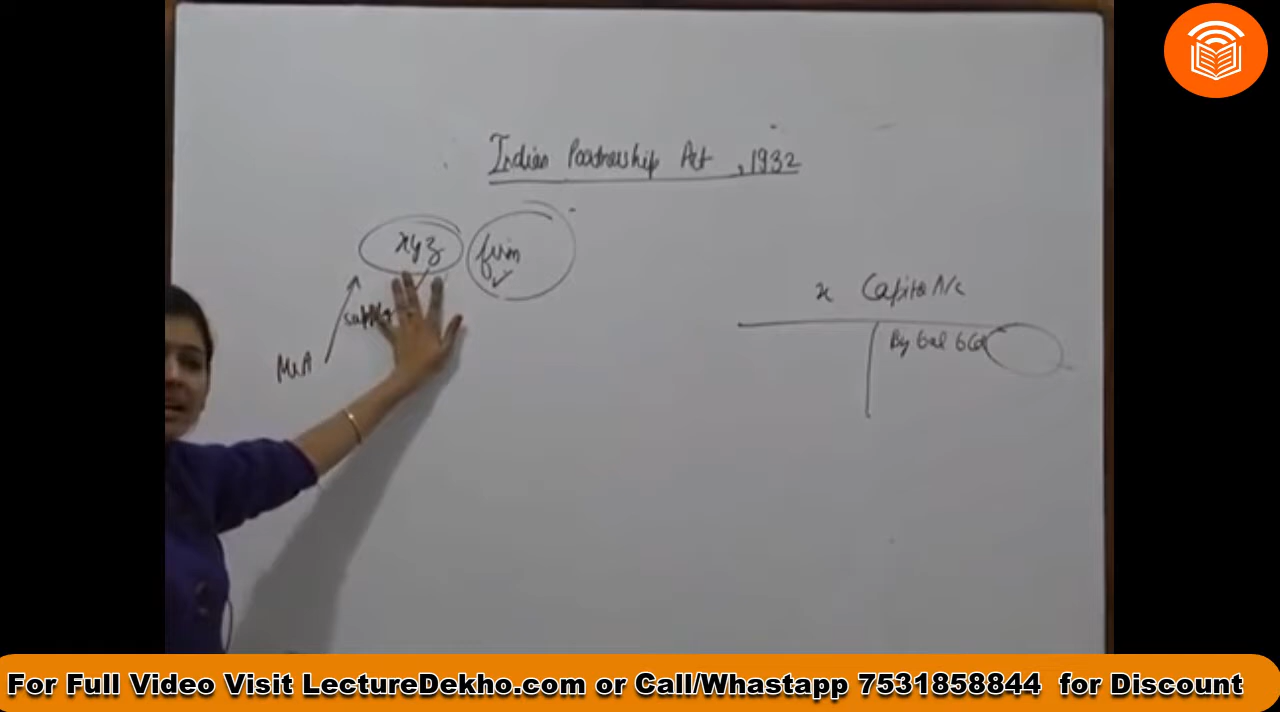 Indian Partnership Act, 1932
xyz firm
Mr A
x Capital A/c
By bal b/d
For Full Video Visit LectureDekho.com or Call/Whastapp 7531858844 for Discount